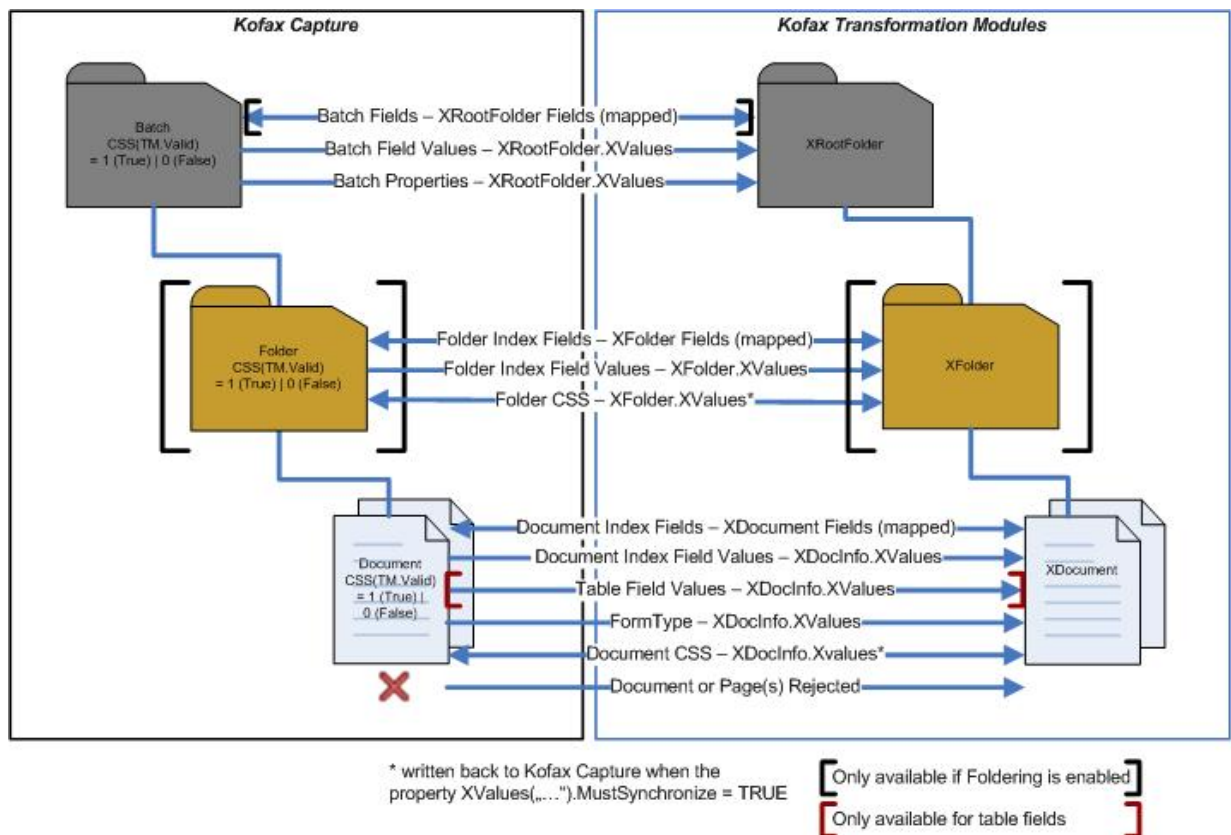 Kofax Capture
Kofax Transformation Modules
Batch
CSS(TM.Valid)
= 1 (True) | 0 (False)
Batch Fields – XRootFolder Fields (mapped)
Batch Field Values – XRootFolder.XValues
Batch Properties – XRootFolder.XValues
XRootFolder
Folder
CSS(TM.Valid)
= 1 (True) | 0 (False)
Folder Index Fields – XFolder Fields (mapped)
Folder Index Field Values – XFolder.XValues
Folder CSS – XFolder.XValues*
XFolder
Document
CSS(TM.Valid)
= 1 (True) |
0 (False)
Document Index Fields – XDocument Fields (mapped)
Document Index Field Values – XDocInfo.XValues
Table Field Values – XDocInfo.XValues
FormType – XDocInfo.XValues
Document CSS – XDocInfo.Xvalues*
Document or Page(s) Rejected
XDocument
* written back to Kofax Capture when the
property XValues(„…").MustSynchronize = TRUE
Only available if Foldering is enabled
Only available for table fields